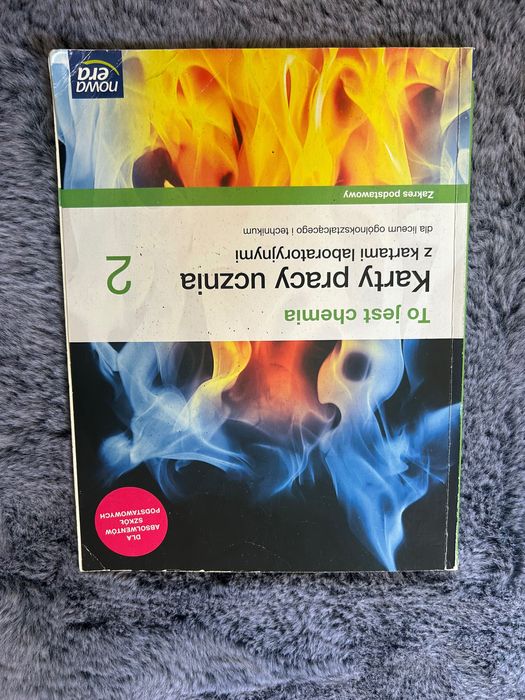 DLA
ABSOLWENTÓW
SZKÓŁ
PODSTAWOWYCH
To jest chemia
Karty pracy ucznia
z kartami laboratoryjnymi
dla liceum ogólnokształcącego i technikum
2
Zakres podstawowy
nowa
era